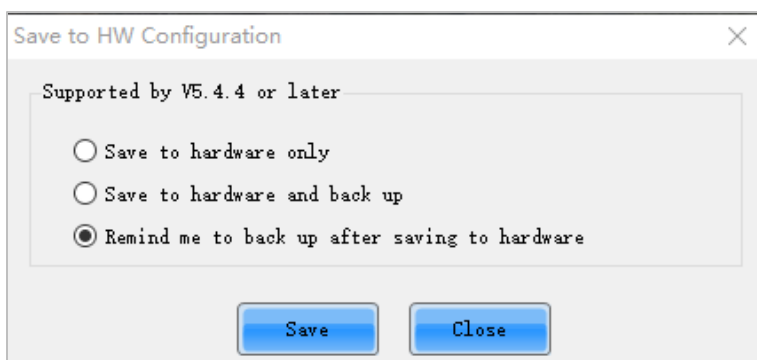 Save to HW Configuration
Supported by V5.4.4 or later
Save to hardware only
Save to hardware and back up
Remind me to back up after saving to hardware
Save
Close